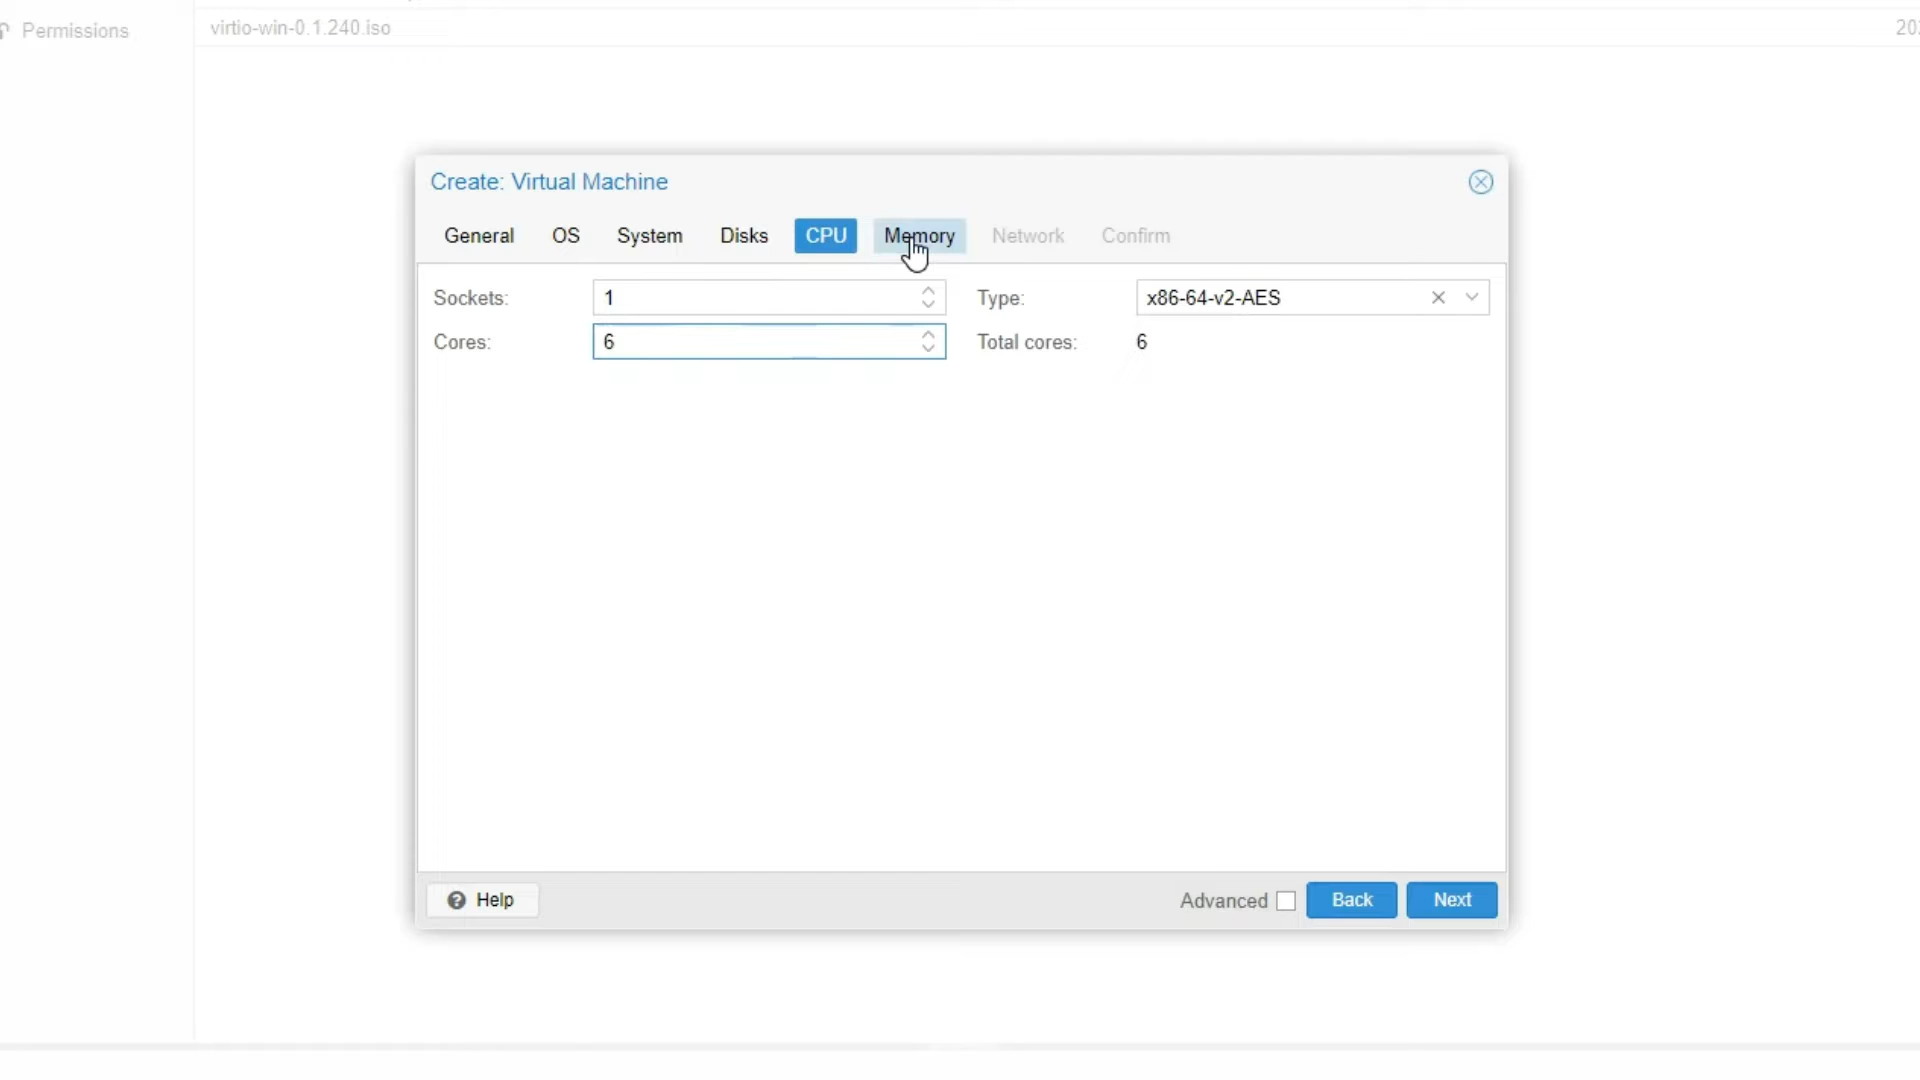 Permissions
virtio-win-0.1.240.iso
Create: Virtual Machine
General OS System Disks CPU Memory Network Confirm
Sockets: 1 Type: x86-64-v2-AES
Cores: 6 Total cores: 6
Help Advanced Back Next